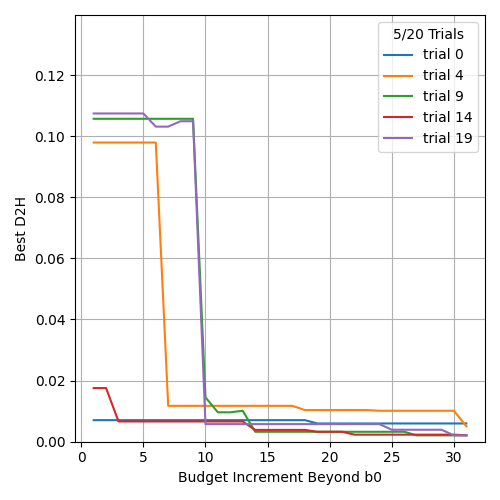 5/20 Trials
trial 0
trial 4
trial 9
trial 14
trial 19
Best D2H
0.12
0.10
0.08
0.06
0.04
0.02
0.00
0 5 10 15 20 25 30
Budget Increment Beyond b0